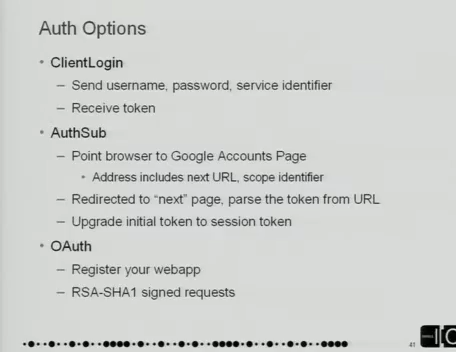 Auth Options
• ClientLogin
– Send username, password, service identifier
– Receive token
• AuthSub
– Point browser to Google Accounts Page
• Address includes next URL, scope identifier
– Redirected to “next” page, parse the token from URL
– Upgrade initial token to session token
• OAuth
– Register your webapp
– RSA-SHA1 signed requests
41